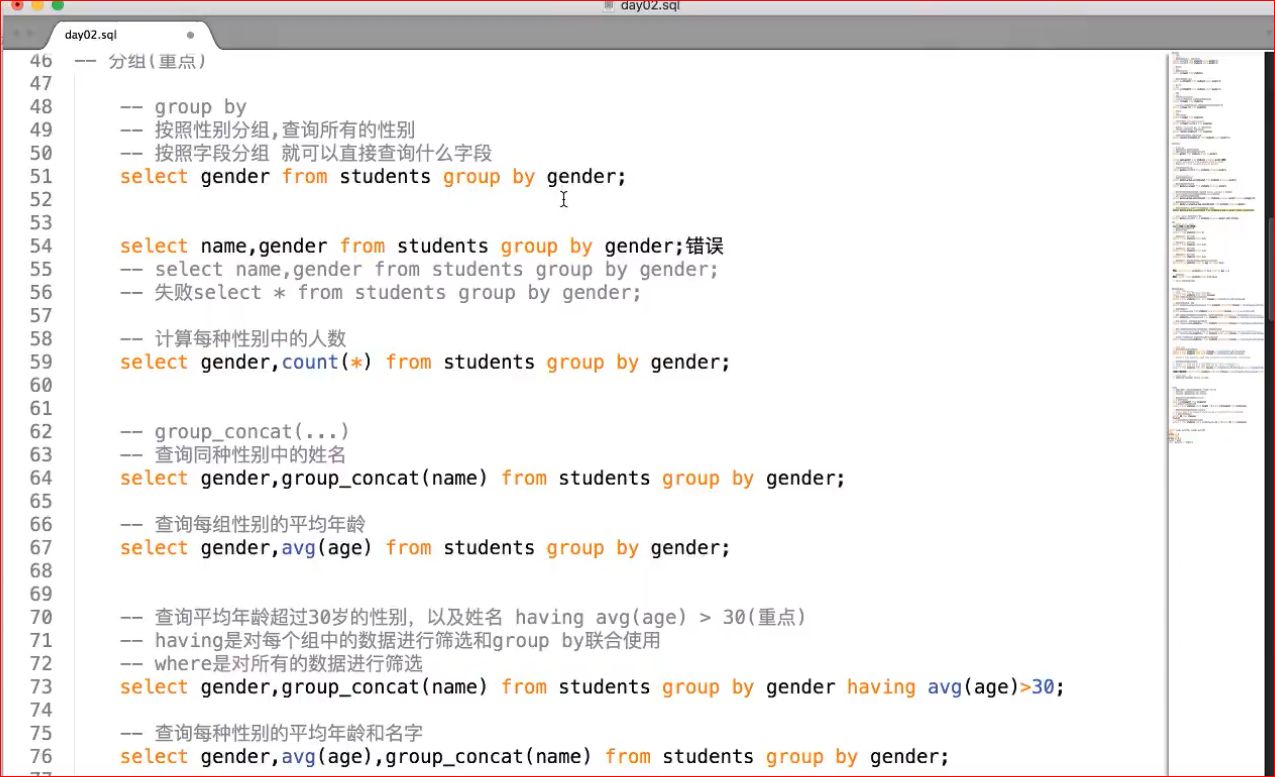 day02.sql
day02.sql
46 -- 分组(重点)
47
48 -- group by
49 -- 按照性别分组,查询所有的性别
50 -- 按照字段分组 就可以直接查询什么字段
51 select gender from students group by gender;
52
53
54 select name,gender from students group by gender;错误
55 -- select name,gender from students group by gender;
56 -- 失败select * from students group by gender;
57
58 -- 计算每种性别中的人数
59 select gender,count(*) from students group by gender;
60
61
62 -- group_concat(...)
63 -- 查询同种性别中的姓名
64 select gender,group_concat(name) from students group by gender;
65
66 -- 查询每组性别的平均年龄
67 select gender,avg(age) from students group by gender;
68
69
70 -- 查询平均年龄超过30岁的性别，以及姓名 having avg(age) > 30(重点)
71 -- having是对每个组中的数据进行筛选和group by联合使用
72 -- where是对所有的数据进行筛选
73 select gender,group_concat(name) from students group by gender having avg(age)>30;
74
75 -- 查询每种性别的平均年龄和名字
76 select gender,avg(age),group_concat(name) from students group by gender;